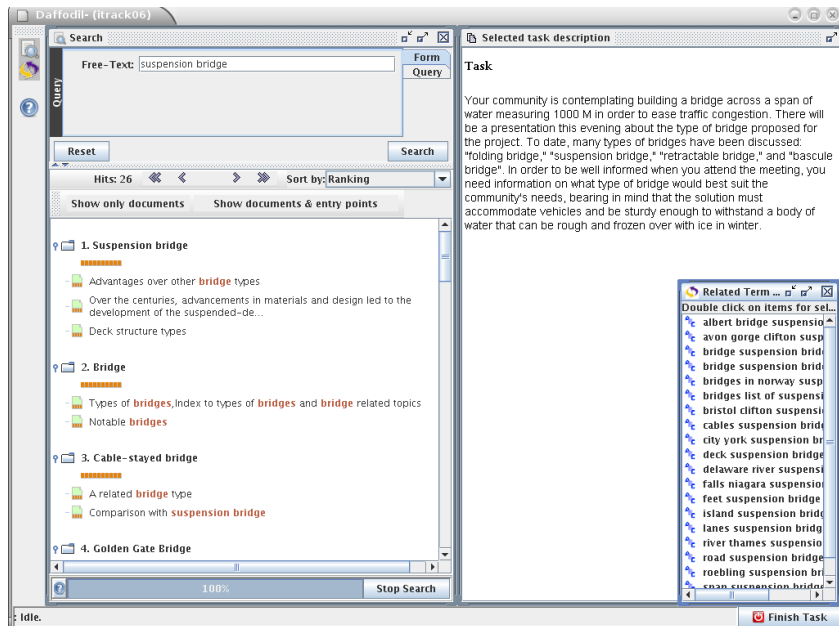 Daffodil- (itrack06)
Search
Query
Free-Text: suspension bridge
Form
Query
Reset
Search
Hits: 26
Sort by: Ranking
Show only documents
Show documents & entry points
1. Suspension bridge
Advantages over other bridge types
Over the centuries, advancements in materials and design led to the
development of the suspended-de...
Deck structure types
2. Bridge
Types of bridges,Index to types of bridges and bridge related topics
Notable bridges
3. Cable-stayed bridge
A related bridge type
Comparison with suspension bridge
4. Golden Gate Bridge
100%
Stop Search
Selected task description
Task
Your community is contemplating building a bridge across a span of
water measuring 1000 M in order to ease traffic congestion. There will
be a presentation this evening about the type of bridge proposed for
the project. To date, many types of bridges have been discussed:
"folding bridge," "suspension bridge," "retractable bridge," and "bascule
bridge". In order to be well informed when you attend the meeting, you
need information on what type of bridge would best suit the
community's needs, bearing in mind that the solution must
accommodate vehicles and be sturdy enough to withstand a body of
water that can be rough and frozen over with ice in winter.
Related Term ...
Double click on items for sel...
albert bridge suspensio
avon gorge clifton susp
bridge suspension brid
bridge suspension brid
bridges in norway susp
bridges list of suspens
bristol clifton suspensi
cables suspension brid
city york suspension br
deck suspension bridge
delaware river suspensi
falls niagara suspension
feet suspension bridge
island suspension bridg
lanes suspension bridg
river thames suspension
road suspension bridge
roebling suspension bri
span suspension bridge
: Idle.
Finish Task